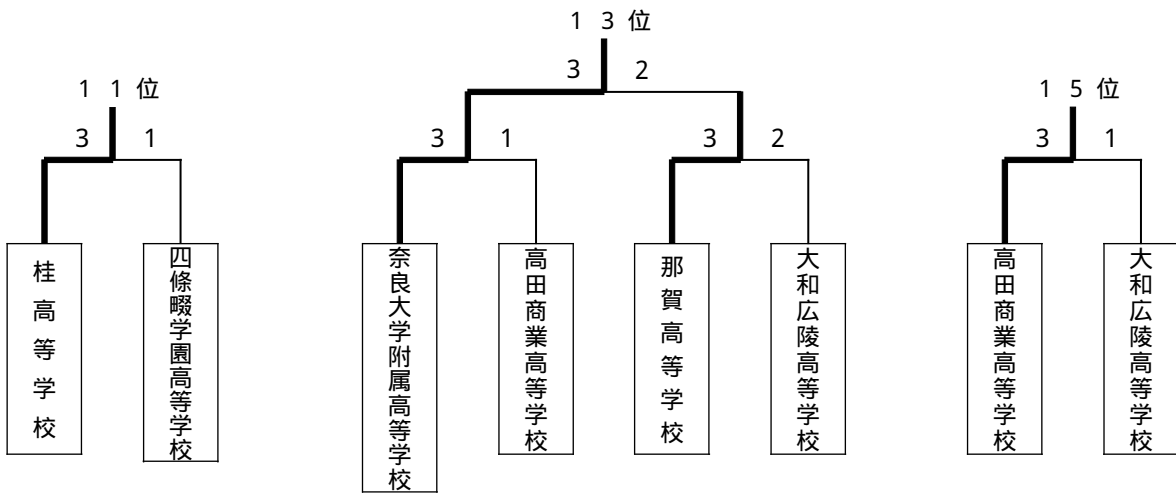 １３位
3 2
１１位
3 1
3 1
3 2
１５位
3 1
桂高等学校
四條畷学園高等学校
奈良大学附属高等学校
高田商業高等学校
那賀高等学校
大和広陵高等学校
高田商業高等学校
大和広陵高等学校